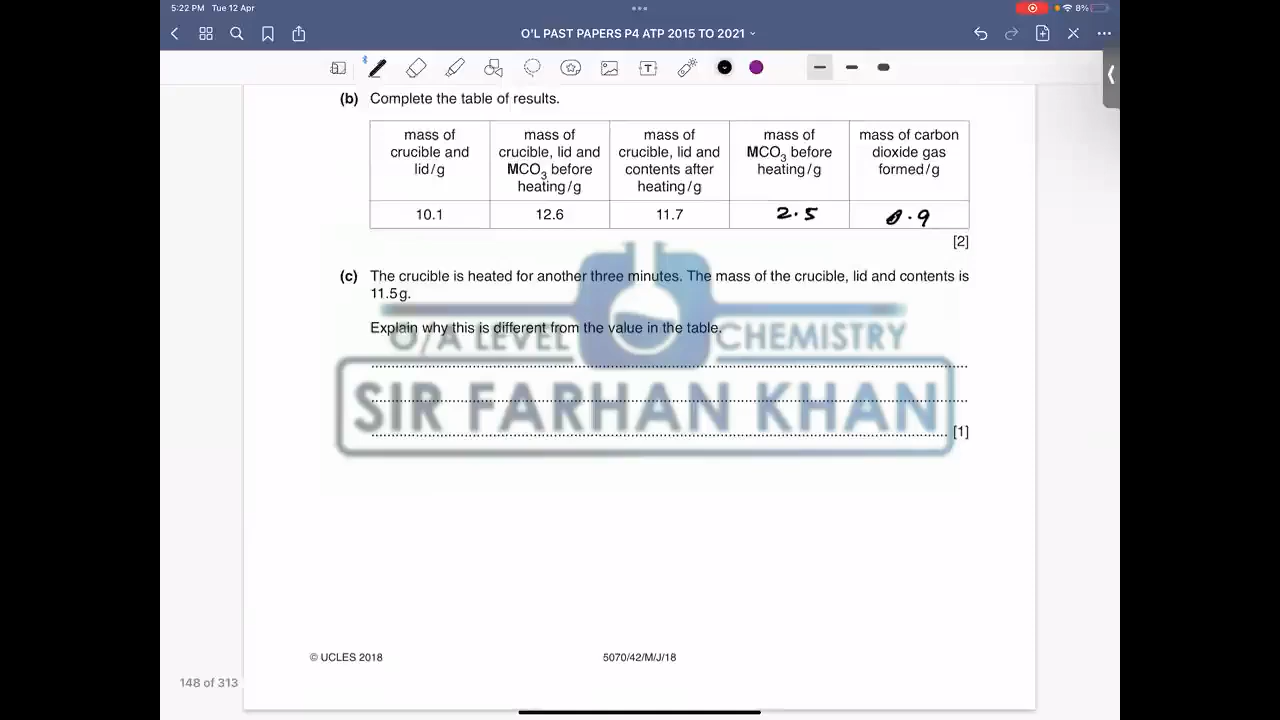 5:22 PM Tue 12 Apr
8%
O'L PAST PAPERS P4 ATP 2015 TO 2021
(b) Complete the table of results.
mass of crucible and lid/g
mass of crucible, lid and MCO3 before heating/g
mass of crucible, lid and contents after heating/g
mass of MCO3 before heating/g
mass of carbon dioxide gas formed/g
10.1 12.6 11.7 2.5 0.9
[2]
(c) The crucible is heated for another three minutes. The mass of the crucible, lid and contents is
11.5 g.
Explain why this is different from the value in the table.
O/A LEVEL CHEMISTRY
SIR FARHAN KHAN
[1]
© UCLES 2018 5070/42/M/J/18
148 of 313